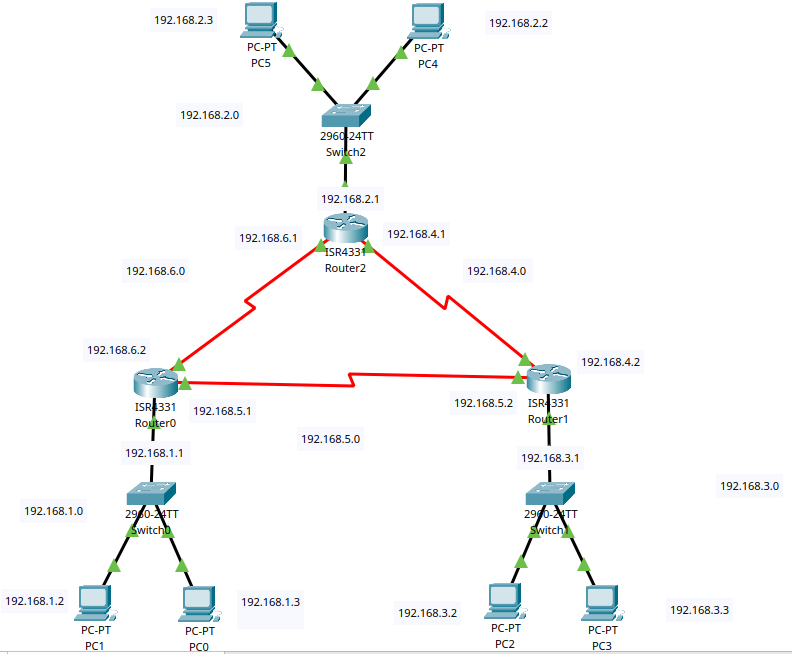 192.168.2.3
192.168.2.2
PC-PT
PC5
PC-PT
PC4
192.168.2.0
2960-24TT
Switch2
192.168.2.1
192.168.6.1
192.168.4.1
ISR4331
Router2
192.168.6.0
192.168.4.0
192.168.6.2
192.168.4.2
ISR4331
Router0
192.168.5.1
192.168.5.2
ISR4331
Router1
192.168.5.0
192.168.1.1
192.168.3.1
192.168.3.0
192.168.1.0
2960-24TT
Switch0
2960-24TT
Switch1
192.168.1.2
192.168.1.3
192.168.3.2
192.168.3.3
PC-PT
PC1
PC-PT
PC0
PC-PT
PC2
PC-PT
PC3